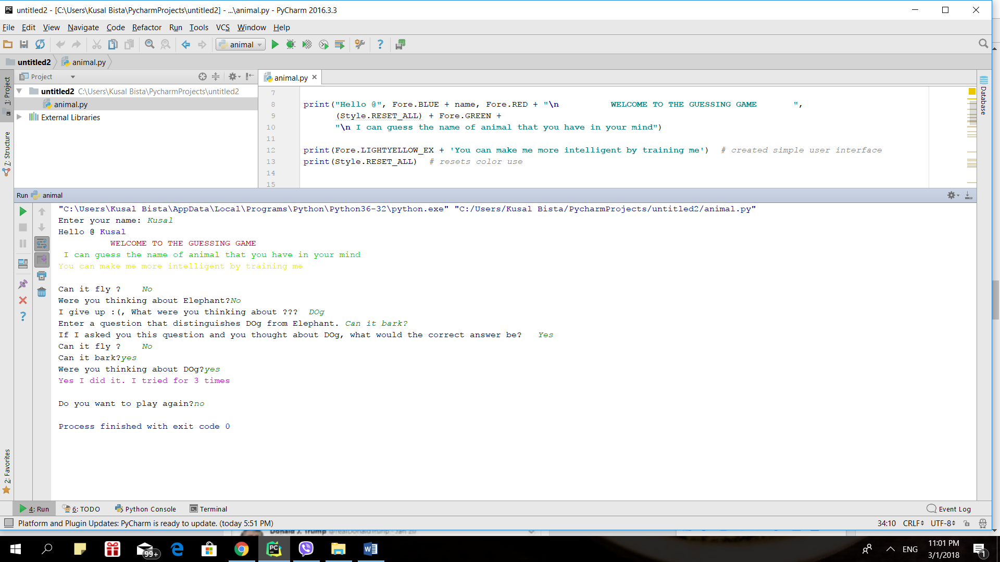 untitled2 - [C:\Users\Kusal Bista\PycharmProjects\untitled2] - ...\animal.py - PyCharm 2016.3.3
File Edit View Navigate Code Refactor Run Tools VCS Window Help
animal
untitled2 animal.py
1: Project
7: Structure
2: Favorites
Project
untitled2 C:\Users\Kusal Bista\PycharmProjects\untitled2
animal.py
External Libraries
animal.py
Database
7
8 print("Hello @", Fore.BLUE + name, Fore.RED + "\n          WELCOME TO THE GUESSING GAME       ",
9 (Style.RESET_ALL) + Fore.GREEN +
10 "\n I can guess the name of animal that you have in your mind")
11
12 print(Fore.LIGHTYELLOW_EX + 'You can make me more intelligent by training me')  # created simple user interface
13 print(Style.RESET_ALL)  # resets color use
14
15
Run animal
"C:\Users\Kusal Bista\AppData\Local\Programs\Python\Python36-32\python.exe" "C:/Users/Kusal Bista/PycharmProjects/untitled2/animal.py"
Enter your name: Kusal
Hello @ Kusal
WELCOME TO THE GUESSING GAME
I can guess the name of animal that you have in your mind
You can make me more intelligent by training me
Can it fly ?    No
Were you thinking about Elephant?No
I give up :(, What were you thinking about ???  DOg
Enter a question that distinguishes DOg from Elephant. Can it bark?
If I asked you this question and you thought about DOg, what would the correct answer be?   Yes
Can it fly ?    No
Can it bark?yes
Were you thinking about DOg?yes
Yes I did it. I tried for 3 times
Do you want to play again?no
Process finished with exit code 0
4: Run 6: TODO Python Console Terminal Event Log
Platform and Plugin Updates: PyCharm is ready to update. (today 5:51 PM) 34:10 CRLF UTF-8
Donald J. Trump @realDonaldTrump - Jan 20
99+
ENG
11:01 PM
3/1/2018
1